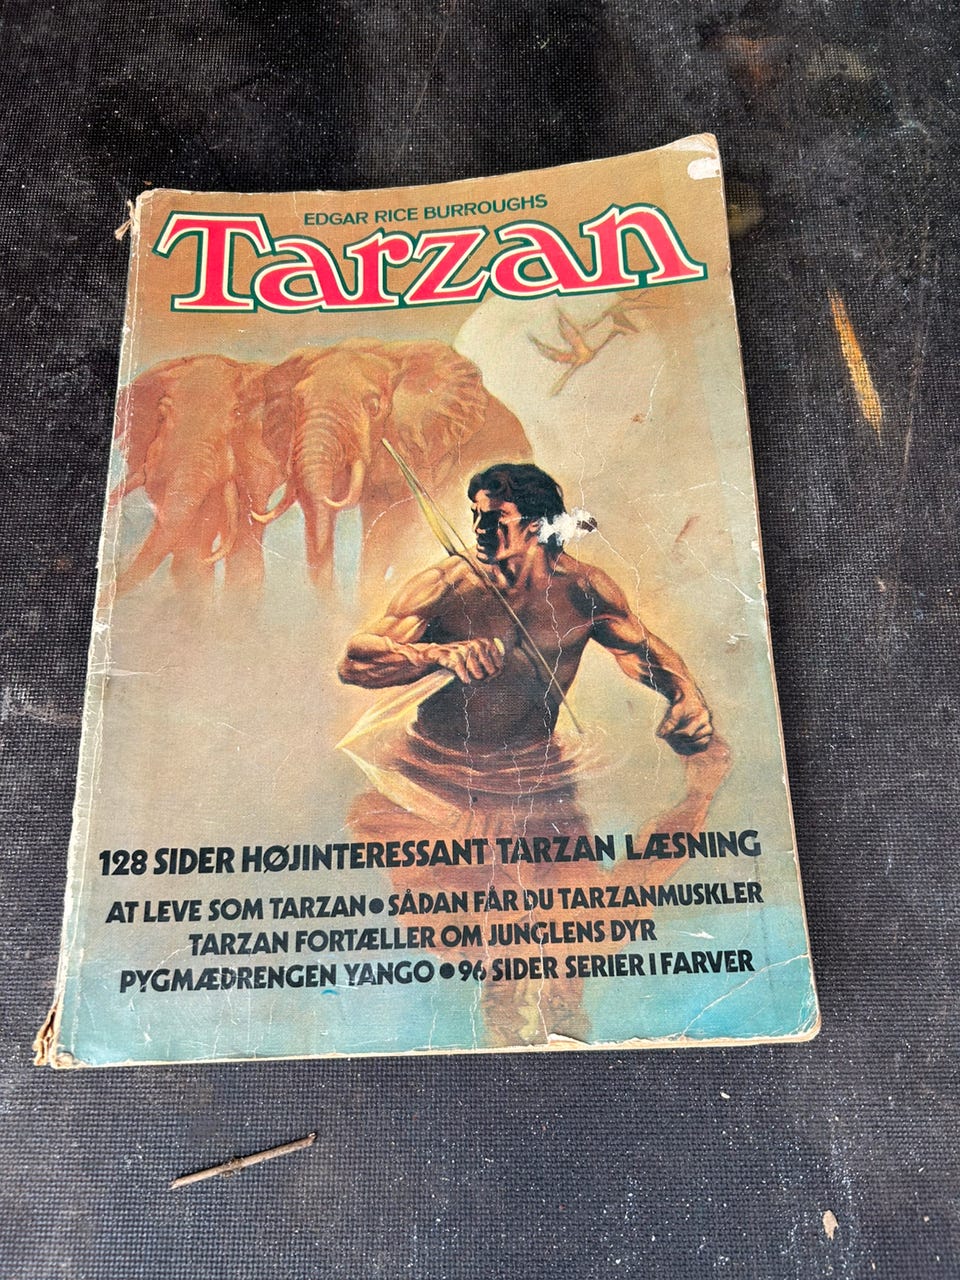 EDGAR RICE BURROUGHS
Tarzan
128 SIDER HØJINTERESSANT TARZAN LÆSNING
AT LEVE SOM TARZAN ● SÅDAN FÅR DU TARZANMUSKLER
TARZAN FORTÆLLER OM JUNGLENS DYR
PYGMÆDRENGEN YANGO ● 96 SIDER SERIER I FARVER